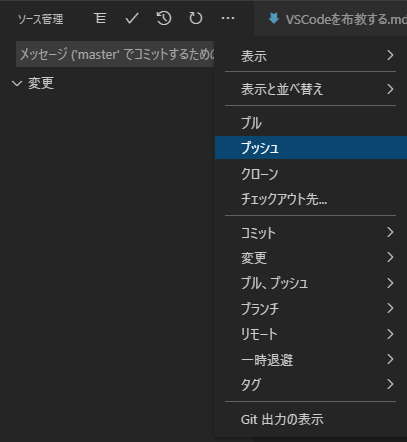 ソース管理
VSCodeを布教する.md
メッセージ ('master' でコミットするための
変更
表示
表示と並べ替え
プル
プッシュ
クローン
チェックアウト先...
コミット
変更
プル、プッシュ
ブランチ
リモート
一時退避
タグ
Git 出力の表示